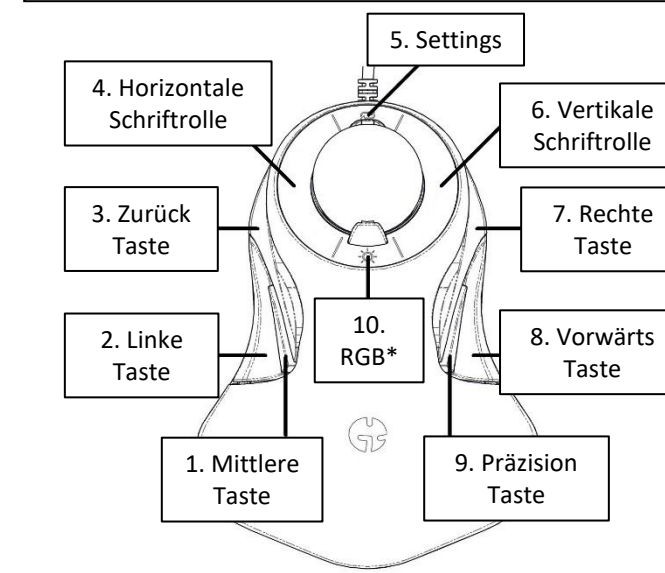 5. Settings
4. Horizontale
Schriftrolle
6. Vertikale
Schriftrolle
3. Zurück
Taste
7. Rechte
Taste
2. Linke
Taste
10.
RGB*
8. Vorwärts
Taste
1. Mittlere
Taste
9. Präzision
Taste